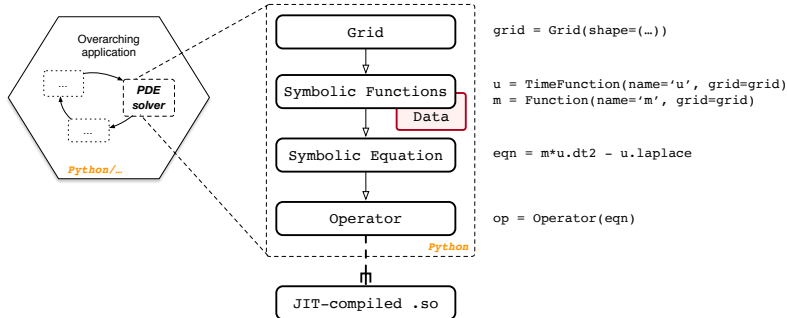 Overarching
application
...
PDE
solver
...
Python/…
Grid
grid = Grid(shape=(…))
Symbolic Functions
Data
u = TimeFunction(name=‘u’, grid=grid)
m = Function(name=‘m’, grid=grid)
Symbolic Equation
eqn = m*u.dt2 - u.laplace
Operator
op = Operator(eqn)
Python
JIT-compiled .so